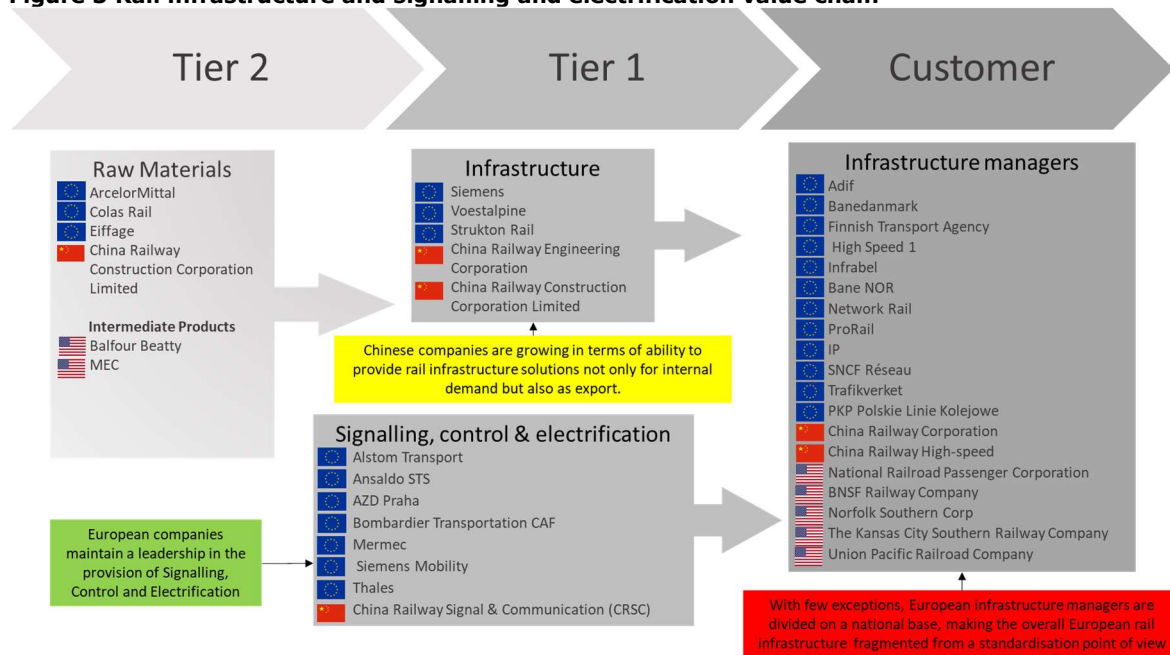 Figure 3 Rail infrastructure and signalling and electrification value chain
Tier 2
Tier 1
Customer
Raw Materials
ArcelorMittal
Colas Rail
Eiffage
China Railway
Construction Corporation
Limited
Intermediate Products
Balfour Beatty
MEC
Infrastructure
Siemens
Voestalpine
Strukton Rail
China Railway Engineering
Corporation
China Railway Construction
Corporation Limited
Chinese companies are growing in terms of ability to
provide rail infrastructure solutions not only for internal
demand but also as export.
Signalling, control & electrification
Alstom Transport
Ansaldo STS
AZD Praha
Bombardier Transportation CAF
Mermec
Siemens Mobility
Thales
China Railway Signal & Communication (CRSC)
European companies
maintain a leadership in the
provision of Signalling,
Control and Electrification
Infrastructure managers
Adif
Banedanmark
Finnish Transport Agency
High Speed 1
Infrabel
Bane NOR
Network Rail
ProRail
IP
SNCF Réseau
Trafikverket
PKP Polskie Linie Kolejowe
China Railway Corporation
China Railway High-speed
National Railroad Passenger Corporation
BNSF Railway Company
Norfolk Southern Corp
The Kansas City Southern Railway Company
Union Pacific Railroad Company
With few exceptions, European infrastructure managers are
divided on a national base, making the overall European rail
infrastructure fragmented from a standardisation point of view